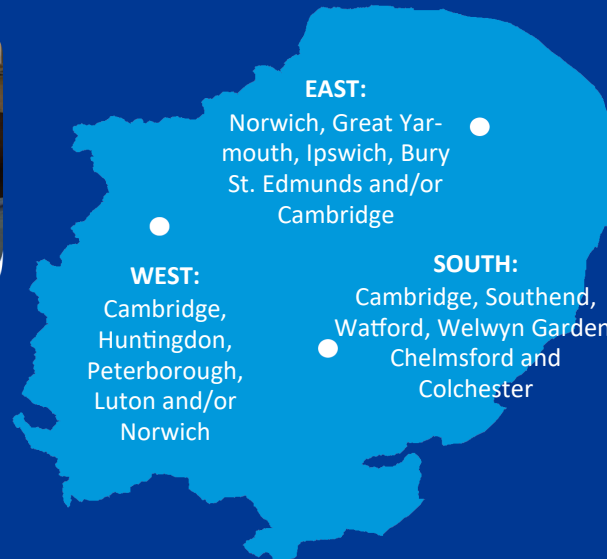 EAST:
Norwich, Great Yar-
mouth, Ipswich, Bury
St. Edmunds and/or
Cambridge
WEST:
Cambridge,
Huntingdon,
Peterborough,
Luton and/or
Norwich
SOUTH:
Cambridge, Southend,
Watford, Welwyn Garden
Chelmsford and
Colchester